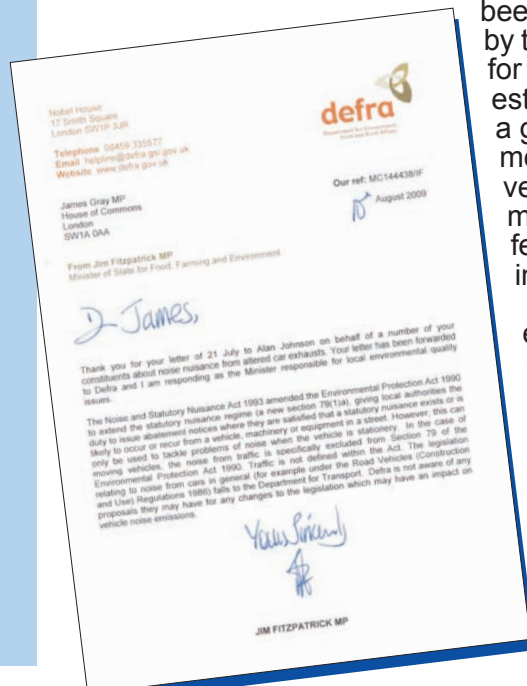 Nobel House
17 Smith Square
London SW1P 3JR
Telephone 08459 335577
Email helpline@defra.gsi.gov.uk
Website www.defra.gov.uk
defra
Department for Environment
Food and Rural Affairs
James Gray MP
House of Commons
London
SW1A 0AA
Our ref: MC144438/IF
August 2009
From Jim Fitzpatrick MP
Minister of State for Food, Farming and Environment
D James,
Thank you for your letter of 21 July to Alan Johnson on behalf of a number of your
constituents about noise nuisance from altered car exhausts. Your letter has been forwarded
to Defra and I am responding as the Minister responsible for local environmental quality
issues.
The Noise and Statutory Nuisance Act 1993 amended the Environmental Protection Act 1990
to extend the statutory nuisance regime (a new section 79(1)a), giving local authorities the
duty to issue abatement notices where they are satisfied that a statutory nuisance exists or is
likely to occur or recur from a vehicle, machinery or equipment in a street. However, this can
only be used to tackle problems of noise when the vehicle is stationery. In the case of
moving vehicles, the noise from traffic is specifically excluded from Section 79 of the
Environmental Protection Act 1990. Traffic is not defined within the Act. The legislation
relating to noise from cars in general (for example under the Road Vehicles (Construction
and Use) Regulations 1986) falls to the Department for Transport. Defra is not aware of any
proposals they may have for any changes to the legislation which may have an impact on
vehicle noise emissions.
Yours Sincerely
JIM FITZPATRICK MP
been
by t
for
est
a g
mo
ve
m
fe
in
e